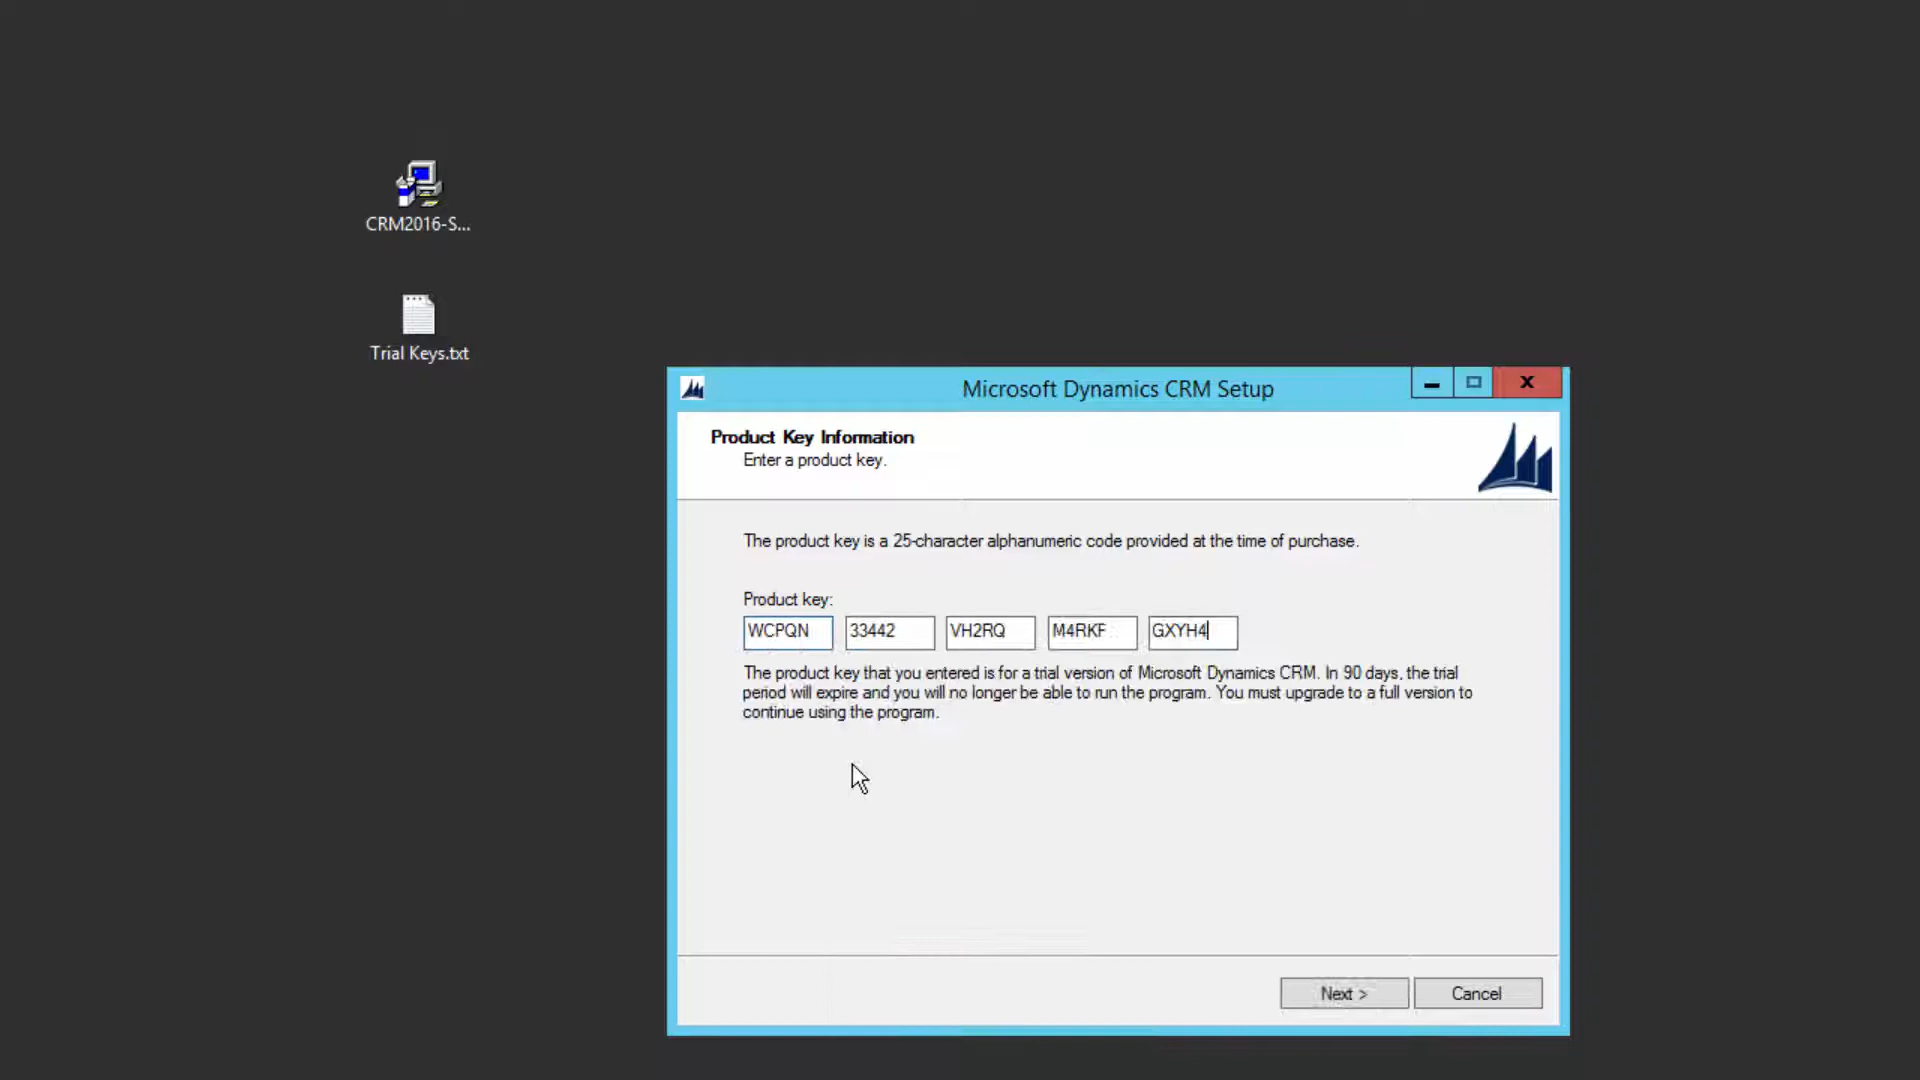 CRM2016-S...
Trial Keys.txt
Microsoft Dynamics CRM Setup
X
Product Key Information
Enter a product key.
The product key is a 25-character alphanumeric code provided at the time of purchase.
Product key:
WCPQN 33442 VH2RQ M4RKF GXYH4
The product key that you entered is for a trial version of Microsoft Dynamics CRM. In 90 days, the trial
period will expire and you will no longer be able to run the program. You must upgrade to a full version to
continue using the program.
Next > Cancel